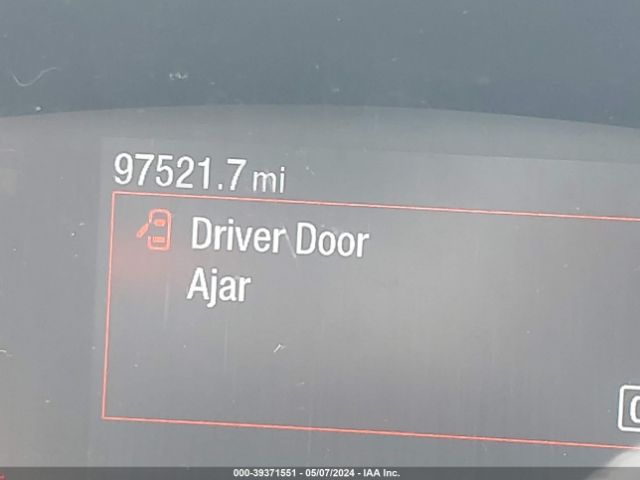 97521.7 mi
Driver Door
Ajar
000-39371551 - 05/07/2024 - IAA Inc.